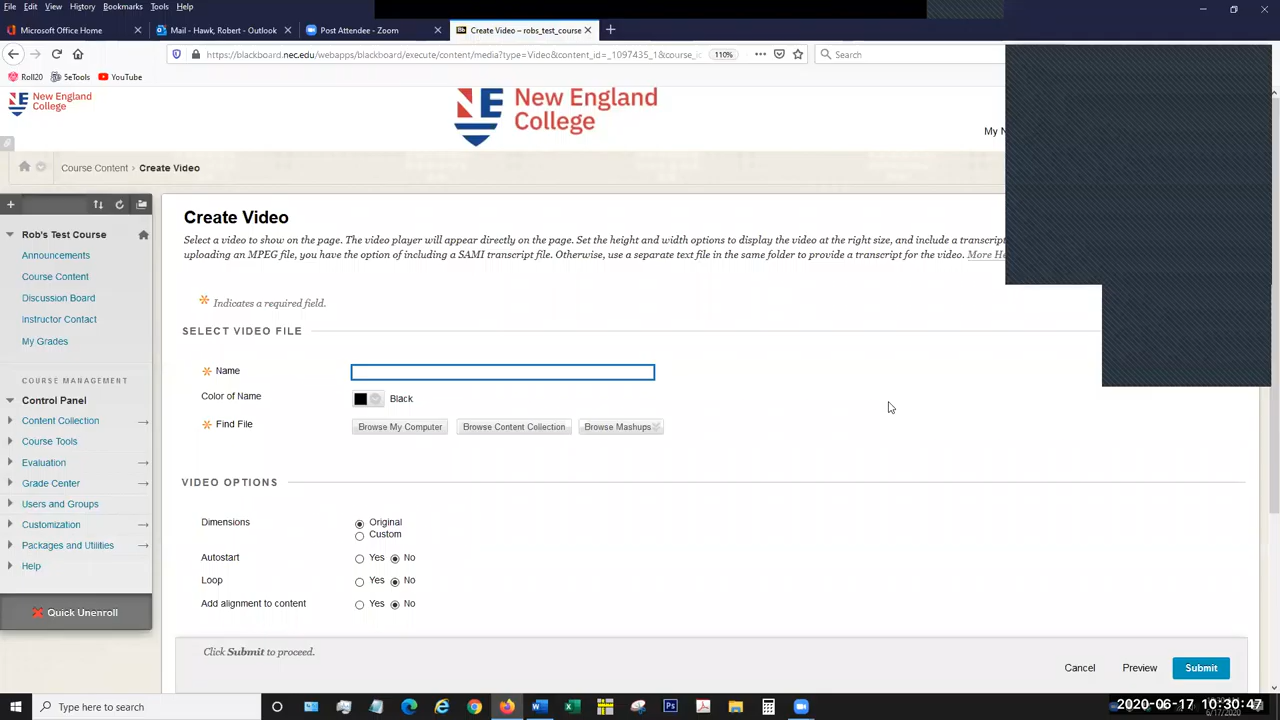 File Edit View History Bookmarks Tools Help
Microsoft Office Home
Mail - Hawk, Robert - Outlook
Post Attendee - Zoom
Create Video – robs_test_course
https://blackboard.nec.edu/webapps/blackboard/execute/content/media?type=Video&content_id=_1097435_1&course_i
110%
Search
Roll20 5eTools YouTube
New England
College
New England
College
My N
Course Content › Create Video
Rob's Test Course
Announcements
Course Content
Discussion Board
Instructor Contact
My Grades
COURSE MANAGEMENT
Control Panel
Content Collection
Course Tools
Evaluation
Grade Center
Users and Groups
Customization
Packages and Utilities
Help
Quick Unenroll
Create Video
Select a video to show on the page. The video player will appear directly on the page. Set the height and width options to display the video at the right size, and include a transcript
uploading an MPEG file, you have the option of including a SAMI transcript file. Otherwise, use a separate text file in the same folder to provide a transcript for the video. More He
Indicates a required field.
SELECT VIDEO FILE
Name
Color of Name Black
Find File Browse My Computer Browse Content Collection Browse Mashups
VIDEO OPTIONS
Dimensions Original
Custom
Autostart Yes No
Loop Yes No
Add alignment to content Yes No
Click Submit to proceed.
Cancel Preview Submit
Type here to search
2020-06-17 10:30:47